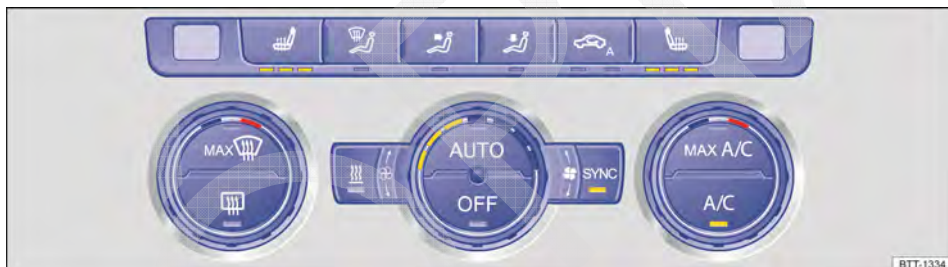 A
MAX
AUTO
SYNC
MAX A/C
OFF
A/C
BTT-1334